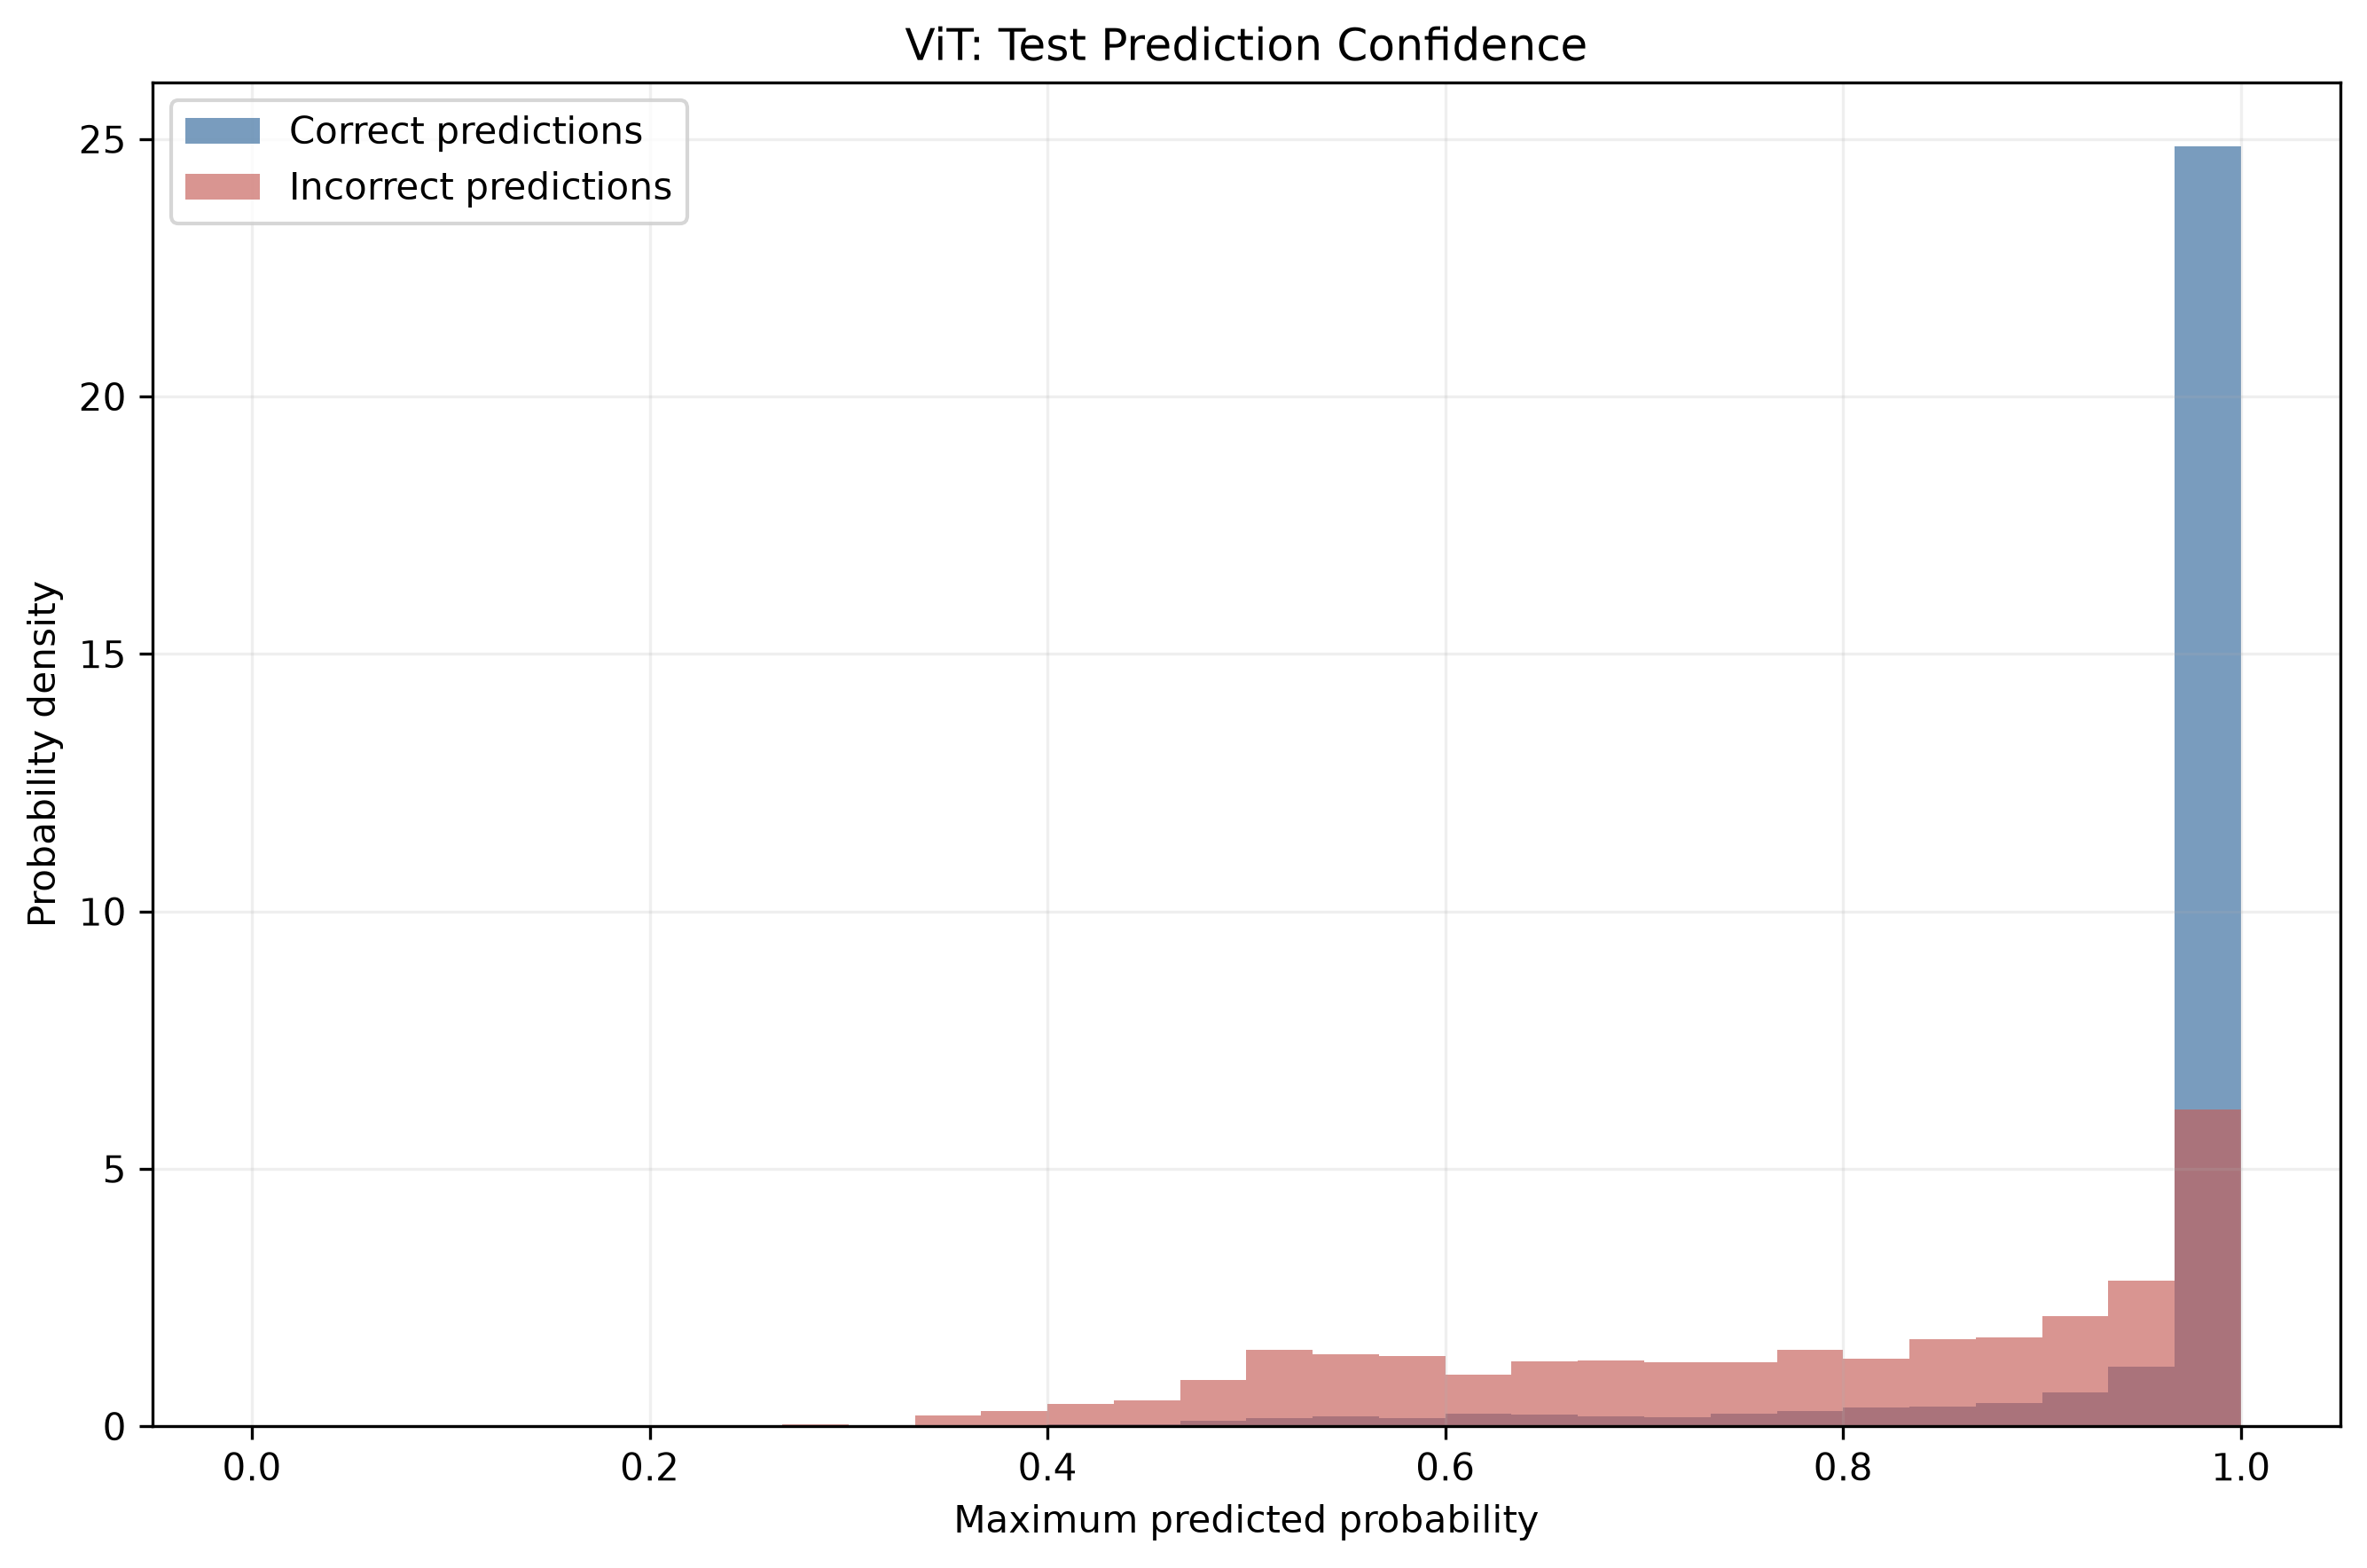 ViT: Test Prediction Confidence
Correct predictions
Incorrect predictions
Probability density
25
20
15
10
5
0
0.0 0.2 0.4 0.6 0.8 1.0
Maximum predicted probability